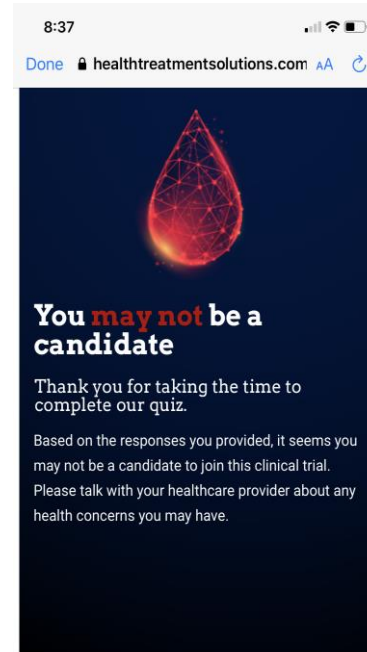 8:37
Done healthtreatmentsolutions.com AA
You may not be a
candidate
Thank you for taking the time to
complete our quiz.
Based on the responses you provided, it seems you
may not be a candidate to join this clinical trial.
Please talk with your healthcare provider about any
health concerns you may have.